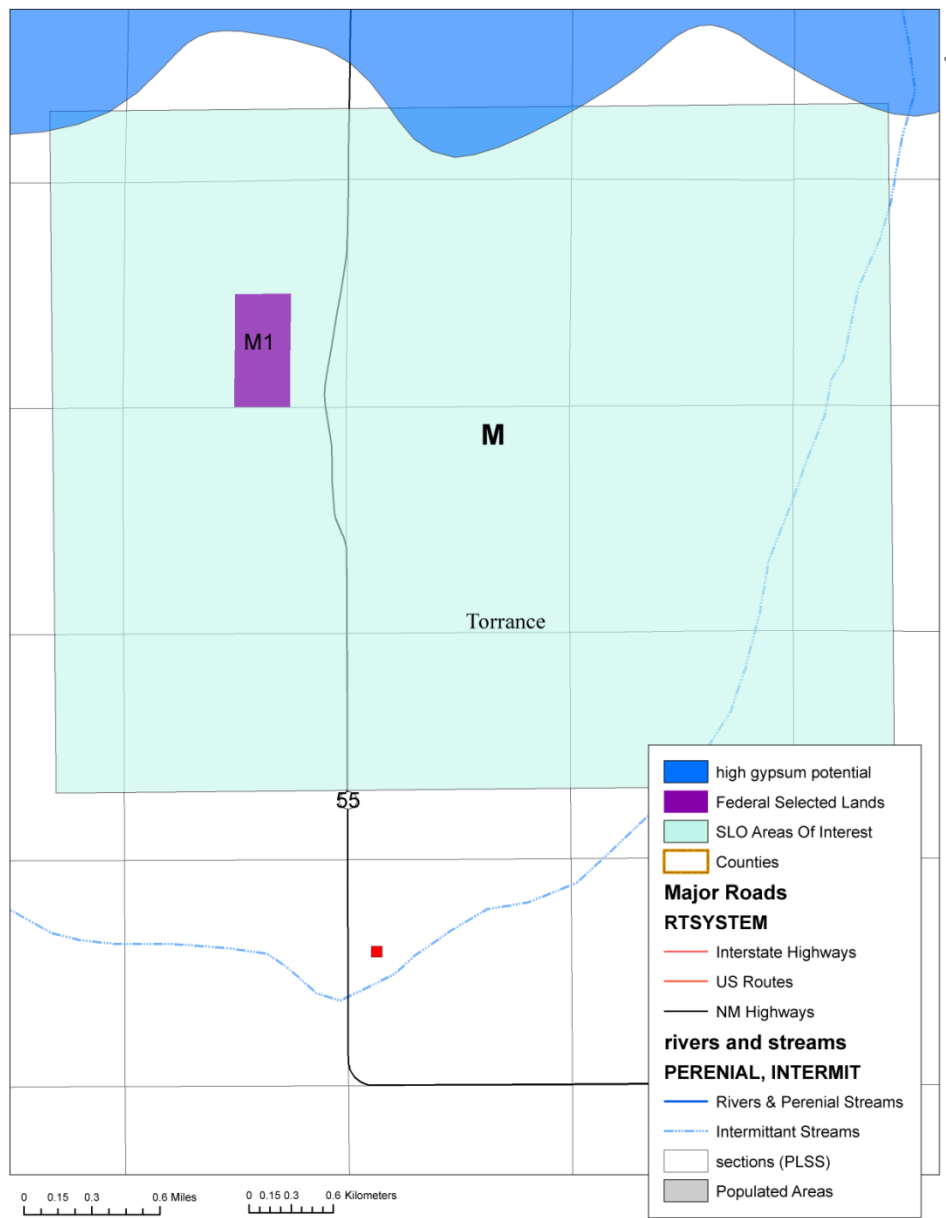 M1
M
Torrance
55
high gypsum potential
Federal Selected Lands
SLO Areas Of Interest
Counties
Major Roads
RTSYSTEM
Interstate Highways
US Routes
NM Highways
rivers and streams
PERENIAL, INTERMIT
Rivers & Perenial Streams
Intermittant Streams
sections (PLSS)
Populated Areas
0 0.15 0.3 0.6 Miles
0 0.15 0.3 0.6 Kilometers